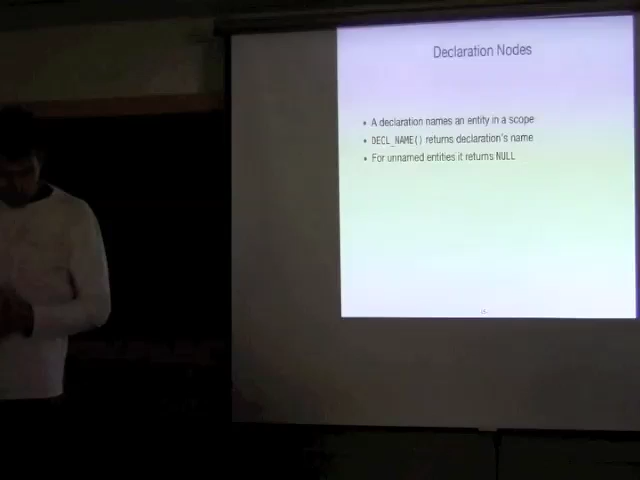 Declaration Nodes
• A declaration names an entity in a scope
• DECL_NAME() returns declaration's name
• For unnamed entities it returns NULL